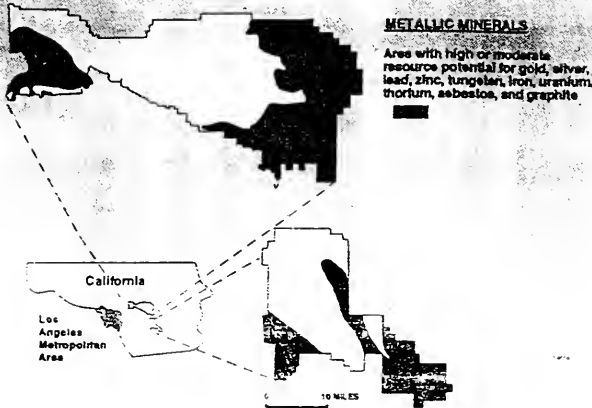 METALLIC MINERALS
Area with high or moderate
resource potential for gold, silver,
lead, zinc, tungsten, iron, uranium,
thorium, asbestos, and graphite
California
Los
Angeles
Metropolitan
Area
0 10 MILES